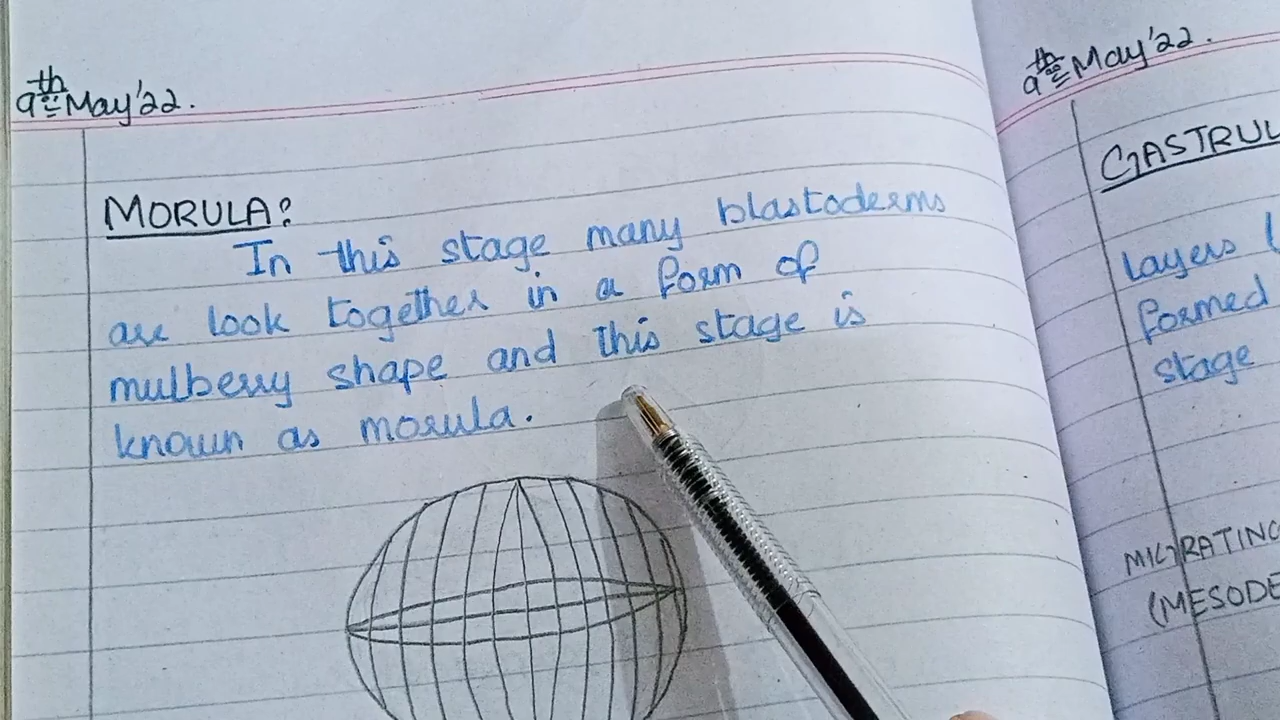 9th May'22.
MORULA:
In this stage many blastoderms
are look together in a form of
mulberry shape and this stage is
known as morula.
9th May'22.
GASTRUL
layers (
formed
stage
MIGRATING
(MESODE